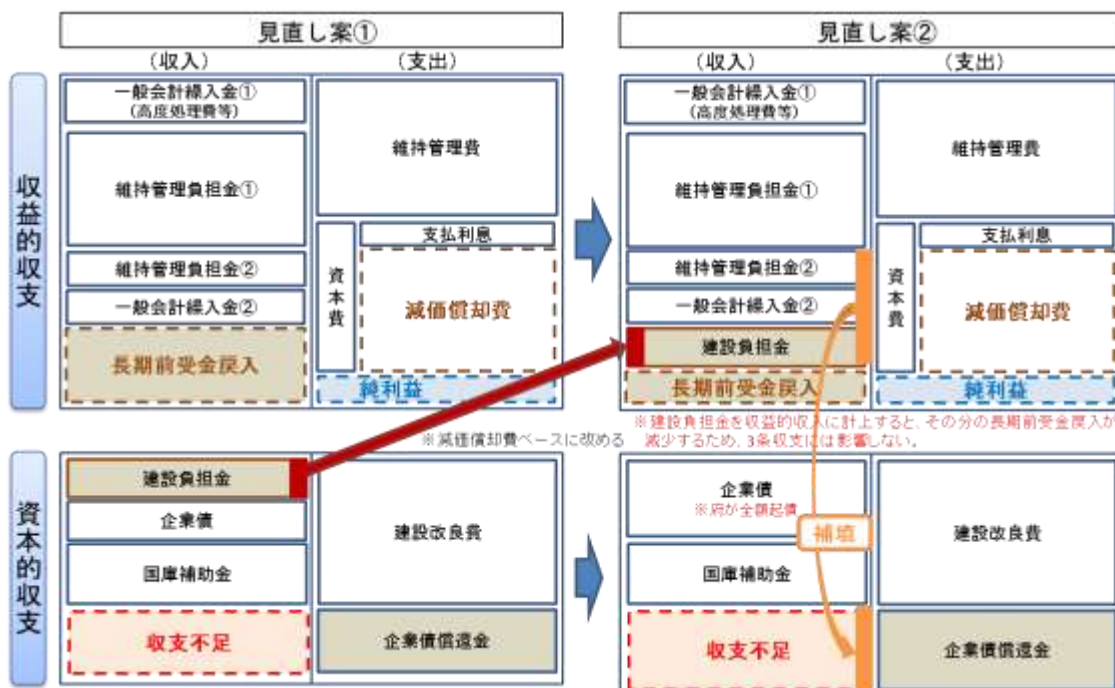 見直し案①
(収入)
(支出)
収益的収支
一般会計繰入金①
(高度処理費等)
維持管理負担金①
維持管理負担金②
一般会計繰入金②
長期前受金戻入
維持管理費
資本費
支払利息
減価償却費
純利益
※減価償却費ベースに改める
資本的収支
建設負担金
企業債
国庫補助金
収支不足
建設改良費
企業債償還金
見直し案②
(収入)
(支出)
一般会計繰入金①
(高度処理費等)
維持管理負担金①
維持管理負担金②
一般会計繰入金②
建設負担金
長期前受金戻入
維持管理費
資本費
支払利息
減価償却費
純利益
※建設負担金を収益的収入に計上すると、その分の長期前受金戻入が
減少するため、3条収支には影響しない。
企業債
※府が全額起債
国庫補助金
収支不足
補填
建設改良費
企業債償還金